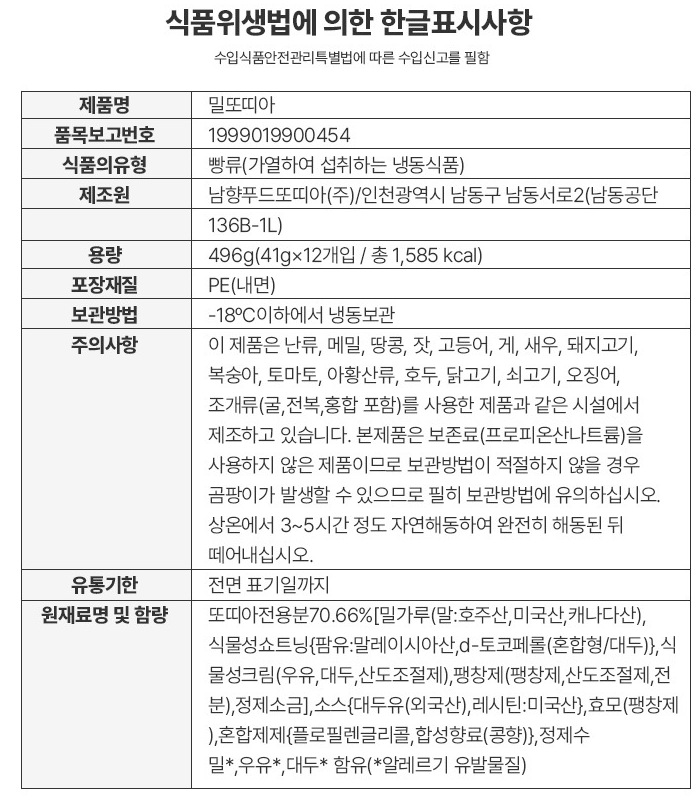 식품위생법에 의한 한글표시사항
수입식품안전관리특별법에 따른 수입신고를 필함
제품명 밀또띠아
품목보고번호 1999019900454
식품의유형 빵류(가열하여 섭취하는 냉동식품)
제조원 남향푸드또띠아(주)/인천광역시 남동구 남동서로2(남동공단
136B-1L)
용량 496g(41g×12개입 / 총 1,585 kcal)
포장재질 PE(내면)
보관방법 -18ºC이하에서 냉동보관
주의사항 이 제품은 난류, 메밀, 땅콩, 잣, 고등어, 게, 새우, 돼지고기,
복숭아, 토마토, 아황산류, 호두, 닭고기, 쇠고기, 오징어,
조개류(굴,전복,홍합 포함)를 사용한 제품과 같은 시설에서
제조하고 있습니다. 본제품은 보존료(프로피온산나트륨)을
사용하지 않은 제품이므로 보관방법이 적절하지 않을 경우
곰팡이가 발생할 수 있으므로 필히 보관방법에 유의하십시오.
상온에서 3~5시간 정도 자연해동하여 완전히 해동된 뒤
떼어내십시오.
유통기한 전면 표기일까지
원재료명 및 함량 또띠아전용분70.66%[밀가루(말:호주산,미국산,캐나다산),
식물성쇼트닝{팜유:말레이시아산,d-토코페롤(혼합형/대두)},식
물성크림(우유,대두,산도조절제),팽창제(팽창제,산도조절제,전
분),정제소금],소스{대두유(외국산),레시틴:미국산},효모(팽창제
),혼합제제{플로필렌글리콜,합성향료(콩향)},정제수
밀*,우유*,대두* 함유(*알레르기 유발물질)